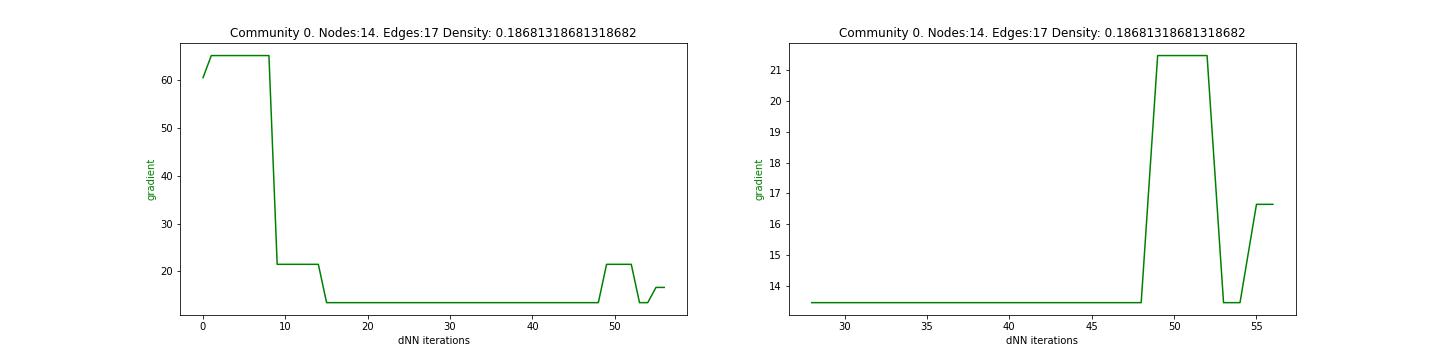 Community 0. Nodes:14. Edges:17 Density: 0.18681318681318682
60
50
40
30
20
gradient
0 10 20 30 40 50
dNN iterations
Community 0. Nodes:14. Edges:17 Density: 0.18681318681318682
21
20
19
18
17
16
15
14
gradient
30 35 40 45 50 55
dNN iterations